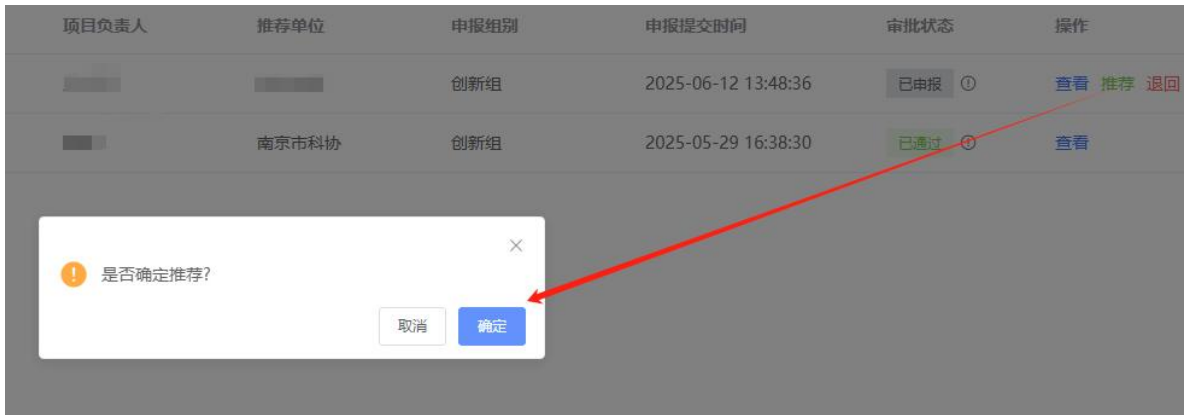 项目负责人 推荐单位 申报组别 申报提交时间 审批状态 操作
创新组 2025-06-12 13:48:36 已申报 查看 推荐 退回
南京市科协 创新组 2025-05-29 16:38:30 已通过 查看
是否确定推荐?
取消 确定